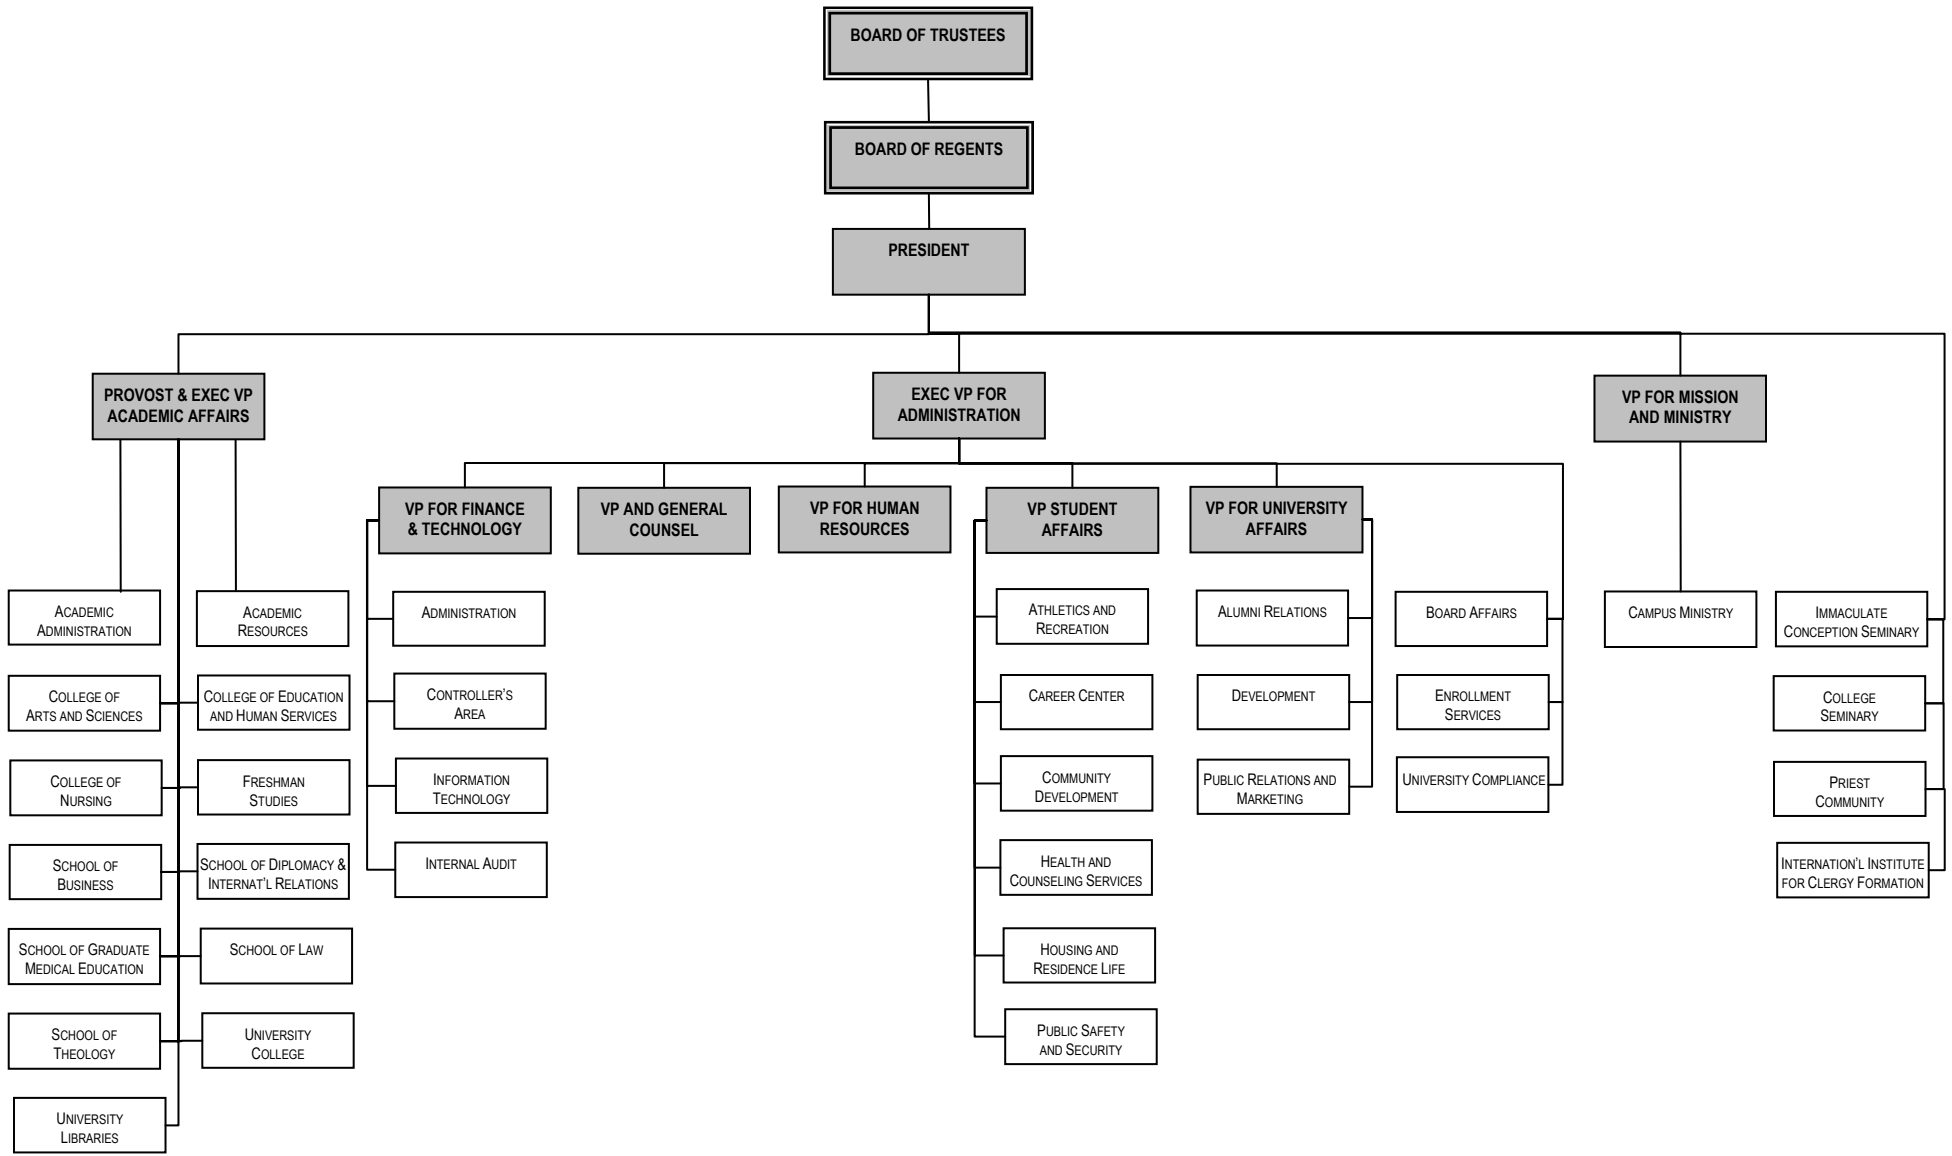 BOARD OF TRUSTEES
BOARD OF REGENTS
PRESIDENT
PROVOST & EXEC VP
ACADEMIC AFFAIRS
EXEC VP FOR
ADMINISTRATION
VP FOR MISSION
AND MINISTRY
VP FOR FINANCE
& TECHNOLOGY
VP AND GENERAL
COUNSEL
VP FOR HUMAN
RESOURCES
VP STUDENT
AFFAIRS
VP FOR UNIVERSITY
AFFAIRS
ACADEMIC
ADMINISTRATION
ACADEMIC
RESOURCES
COLLEGE OF
ARTS AND SCIENCES
COLLEGE OF EDUCATION
AND HUMAN SERVICES
COLLEGE OF
NURSING
FRESHMAN
STUDIES
SCHOOL OF
BUSINESS
SCHOOL OF DIPLOMACY &
INTERNAT'L RELATIONS
SCHOOL OF GRADUATE
MEDICAL EDUCATION
SCHOOL OF LAW
SCHOOL OF
THEOLOGY
UNIVERSITY
COLLEGE
UNIVERSITY
LIBRARIES
ADMINISTRATION
CONTROLLER'S
AREA
INFORMATION
TECHNOLOGY
INTERNAL AUDIT
ATHLETICS AND
RECREATION
CAREER CENTER
COMMUNITY
DEVELOPMENT
HEALTH AND
COUNSELING SERVICES
HOUSING AND
RESIDENCE LIFE
PUBLIC SAFETY
AND SECURITY
ALUMNI RELATIONS
DEVELOPMENT
PUBLIC RELATIONS AND
MARKETING
BOARD AFFAIRS
ENROLLMENT
SERVICES
UNIVERSITY COMPLIANCE
CAMPUS MINISTRY
IMMACULATE
CONCEPTION SEMINARY
COLLEGE
SEMINARY
PRIEST
COMMUNITY
INTERNATION'L INSTITUTE
FOR CLERGY FORMATION